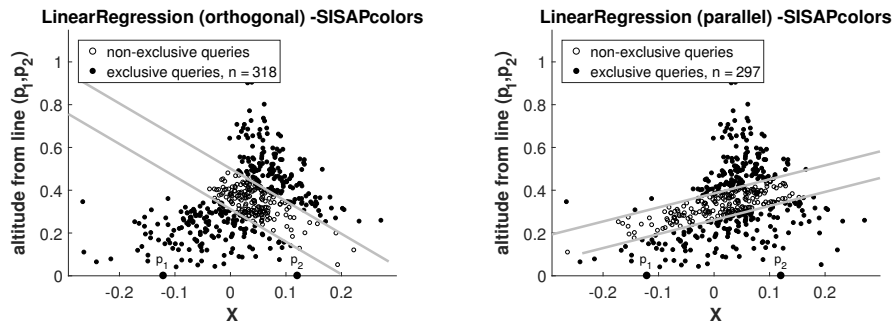 LinearRegression (orthogonal) -SISAPcolors
non-exclusive queries
exclusive queries, n = 318
altitude from line (p1,p2)
1
0.8
0.6
0.4
0.2
0
p1
p2
-0.2 -0.1 0 0.1 0.2
X
LinearRegression (parallel) -SISAPcolors
non-exclusive queries
exclusive queries, n = 297
altitude from line (p1,p2)
1
0.8
0.6
0.4
0.2
0
p1
p2
-0.2 -0.1 0 0.1 0.2
X